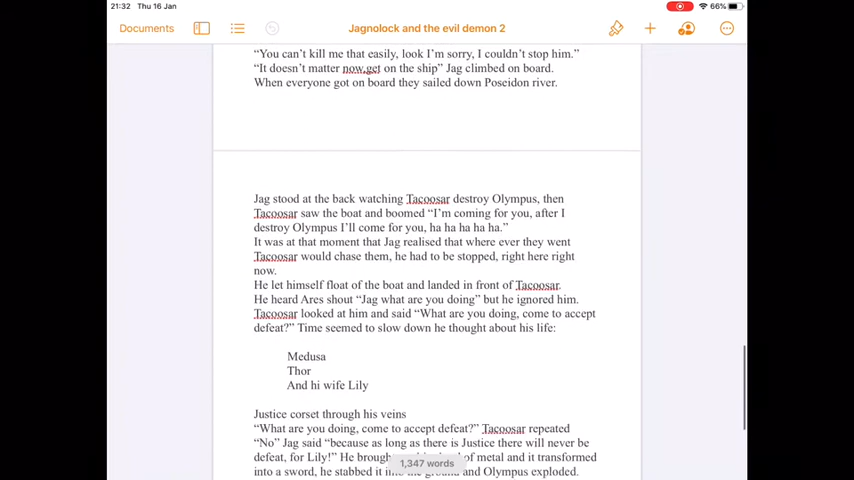 21:32 Thu 16 Jan
66%
Documents
Jagnolock and the evil demon 2
“You can’t kill me that easily, look I’m sorry, I couldn’t stop him.”
“It doesn’t matter now,get on the ship” Jag climbed on board.
When everyone got on board they sailed down Poseidon river.
Jag stood at the back watching Tacoosar destroy Olympus, then
Tacoosar saw the boat and boomed “I’m coming for you, after I
destroy Olympus I’ll come for you, ha ha ha ha ha.”
It was at that moment that Jag realised that where ever they went
Tacoosar would chase them, he had to be stopped, right here right
now.
He let himself float of the boat and landed in front of Tacoosar.
He heard Ares shout “Jag what are you doing” but he ignored him.
Tacoosar looked at him and said “What are you doing, come to accept
defeat?” Time seemed to slow down he thought about his life:
Medusa
Thor
And hi wife Lily
Justice corset through his veins
“What are you doing, come to accept defeat?” Tacoosar repeated
“No” Jag said “because as long as there is Justice there will never be
defeat, for Lily!” He brough of metal and it transformed
into a sword, he stabbed it and Olympus exploded.
1,347 words